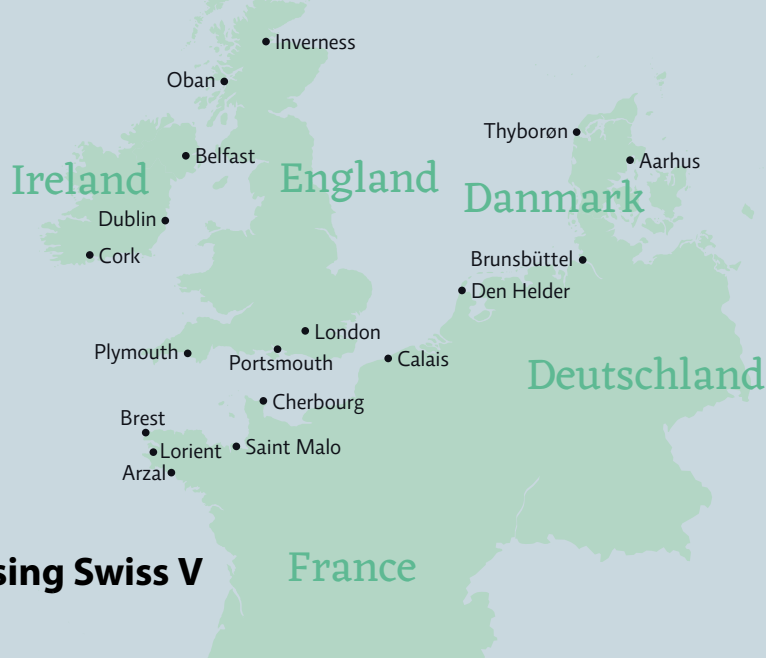 Inverness
Oban
Thyborøn
Belfast
Aarhus
Ireland
England
Danmark
Dublin
Cork
Brunsbüttel
Den Helder
London
Plymouth
Portsmouth
Calais
Deutschland
Cherbourg
Brest
Lorient
Saint Malo
Arzal
sing Swiss V
France